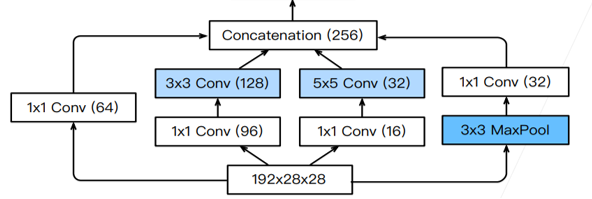 Concatenation (256)
3x3 Conv (128)
5x5 Conv (32)
1x1 Conv (32)
1x1 Conv (64)
1x1 Conv (96)
1x1 Conv (16)
3x3 MaxPool
192x28x28